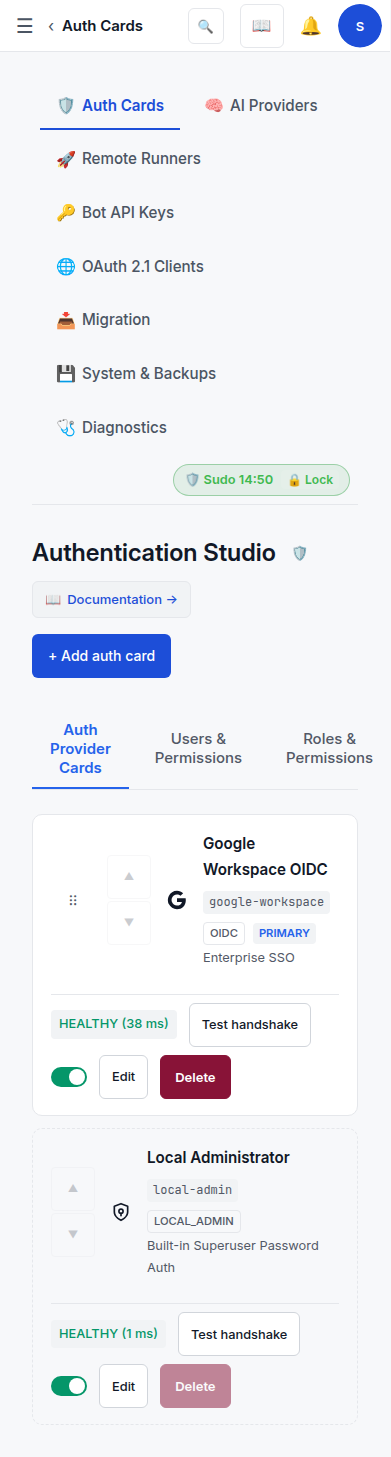 Auth Cards
S
Auth Cards
AI Providers
Remote Runners
Bot API Keys
OAuth 2.1 Clients
Migration
System & Backups
Diagnostics
Sudo 14:50
Lock
Authentication Studio
Documentation →
+ Add auth card
Auth
Provider
Cards
Users &
Permissions
Roles &
Permissions
Google
Workspace OIDC
google-workspace
OIDC
PRIMARY
Enterprise SSO
HEALTHY (38 ms)
Test handshake
Edit
Delete
Local Administrator
local-admin
LOCAL_ADMIN
Built-in Superuser Password
Auth
HEALTHY (1 ms)
Test handshake
Edit
Delete